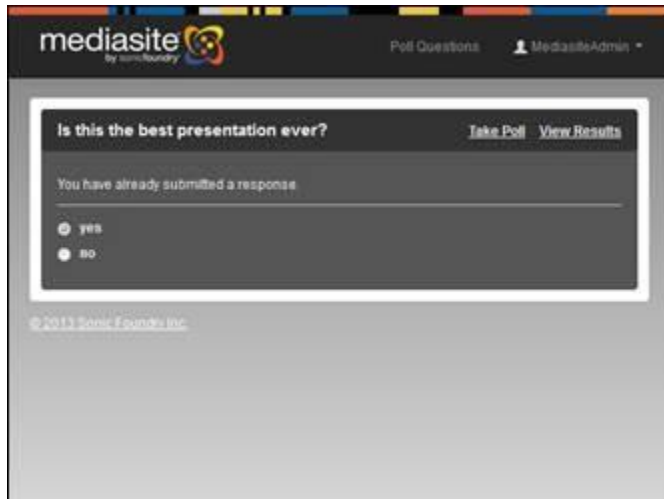 mediasite
by sonicfoundry
Poll Questions MediasiteAdmin
Is this the best presentation ever? Take Poll View Results
You have already submitted a response.
yes
no
© 2013 Sonic Foundry Inc.